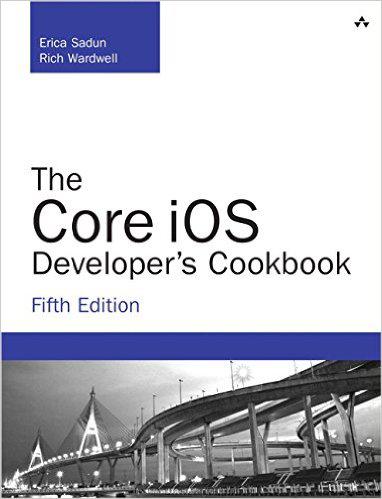 Erica Sadun
Rich Wardwell
The
Core iOS
Developer's Cookbook
Fifth Edition